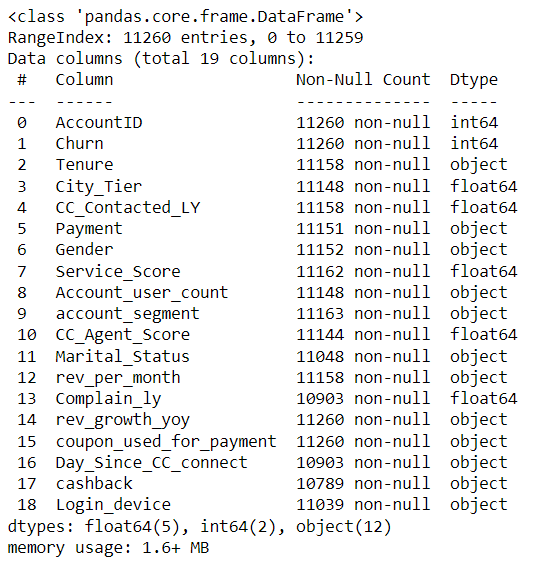 <class 'pandas.core.frame.DataFrame'>
RangeIndex: 11260 entries, 0 to 11259
Data columns (total 19 columns):
 #   Column                   Non-Null Count  Dtype
---  ------                   --------------  -----
 0   AccountID                11260 non-null  int64
 1   Churn                    11260 non-null  int64
 2   Tenure                   11158 non-null  object
 3   City_Tier                11148 non-null  float64
 4   CC_Contacted_LY          11158 non-null  float64
 5   Payment                  11151 non-null  object
 6   Gender                   11152 non-null  object
 7   Service_Score            11162 non-null  float64
 8   Account_user_count       11148 non-null  object
 9   account_segment          11163 non-null  object
 10  CC_Agent_Score           11144 non-null  float64
 11  Marital_Status           11048 non-null  object
 12  rev_per_month            11158 non-null  object
 13  Complain_ly              10903 non-null  float64
 14  rev_growth_yoy           11260 non-null  object
 15  coupon_used_for_payment  11260 non-null  object
 16  Day_Since_CC_connect     10903 non-null  object
 17  cashback                 10789 non-null  object
 18  Login_device             11039 non-null  object
dtypes: float64(5), int64(2), object(12)
memory usage: 1.6+ MB